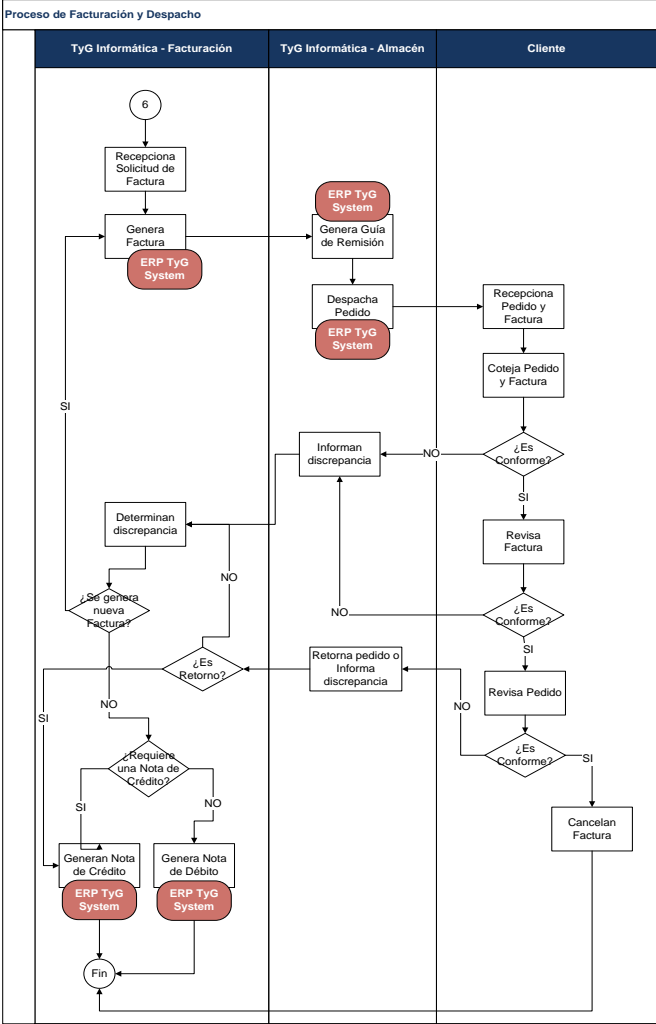 Proceso de Facturación y Despacho
TyG Informática - Facturación
TyG Informática - Almacén
Cliente
6
Recepciona
Solicitud de
Factura
Genera
Factura
ERP TyG
System
ERP TyG
System
Genera Guía
de Remisión
Despacha
Pedido
ERP TyG
System
Recepciona
Pedido y
Factura
Coteja Pedido
y Factura
¿Es
Conforme?
NO
Informan
discrepancia
SI
SI
Determinan
discrepancia
Revisa
Factura
NO
¿Se genera
nueva
Factura?
¿Es
Conforme?
NO
SI
¿Es
Retorno?
Retorna pedido o
Informa
discrepancia
Revisa Pedido
NO
NO
SI
¿Es
Conforme?
SI
¿Requiere
una Nota de
Crédito?
SI
NO
Cancelan
Factura
Generan Nota
de Crédito
ERP TyG
System
Genera Nota
de Débito
ERP TyG
System
Fin